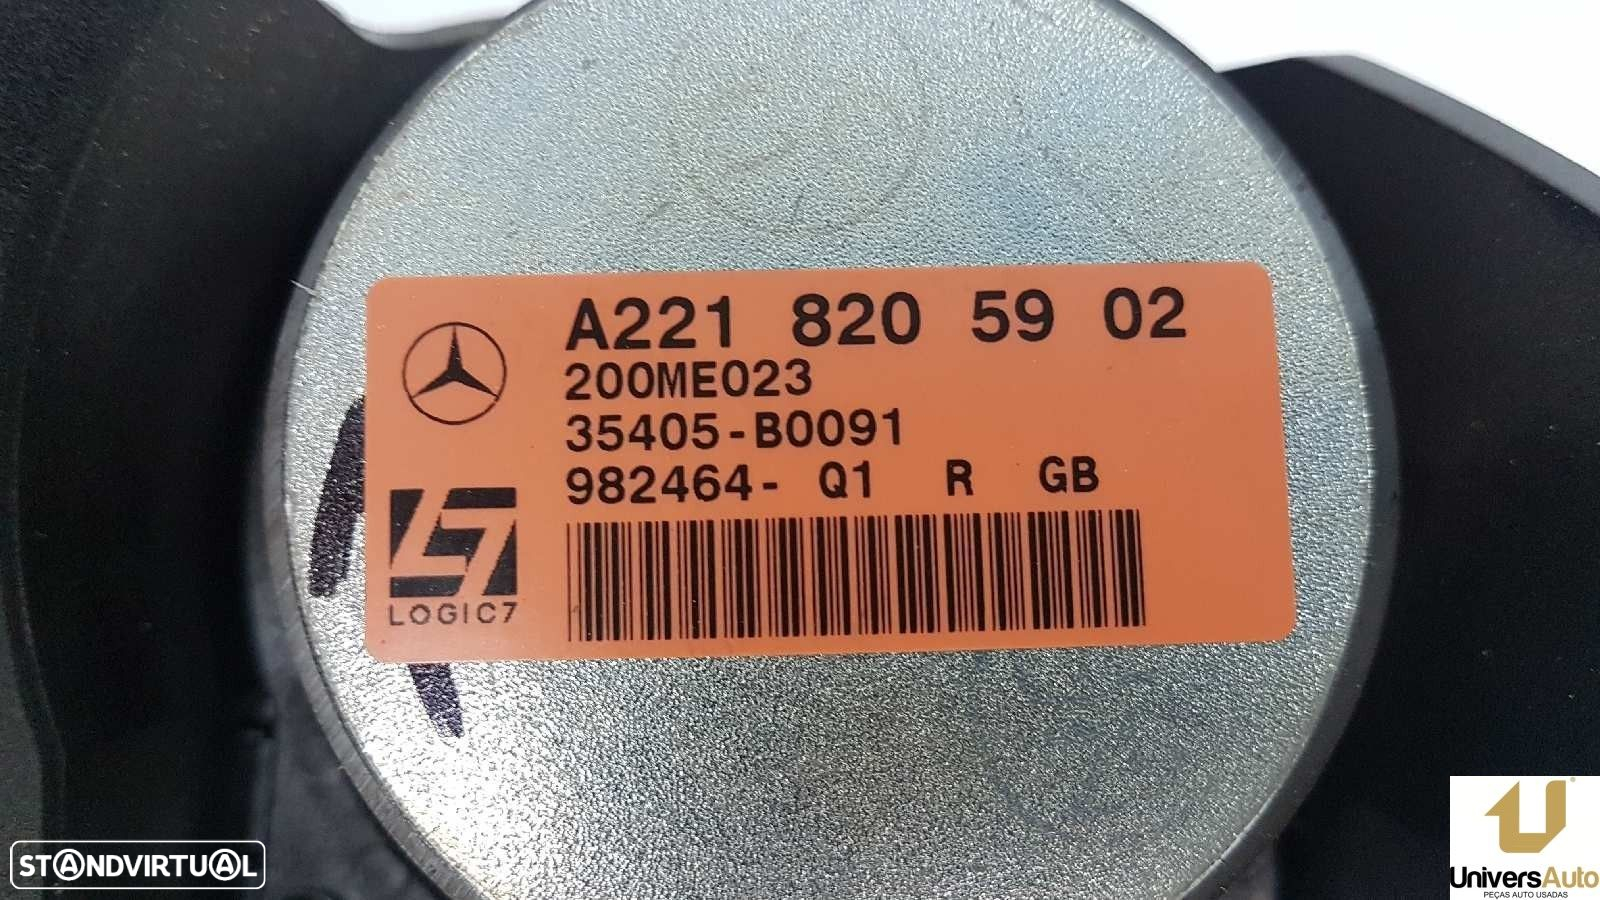 A221 820 59 02
200ME023
35405-B0091
982464- Q1 R GB
LOGIC7
STANDVIRTUAL
UniversAuto
PEÇAS AUTO USADAS